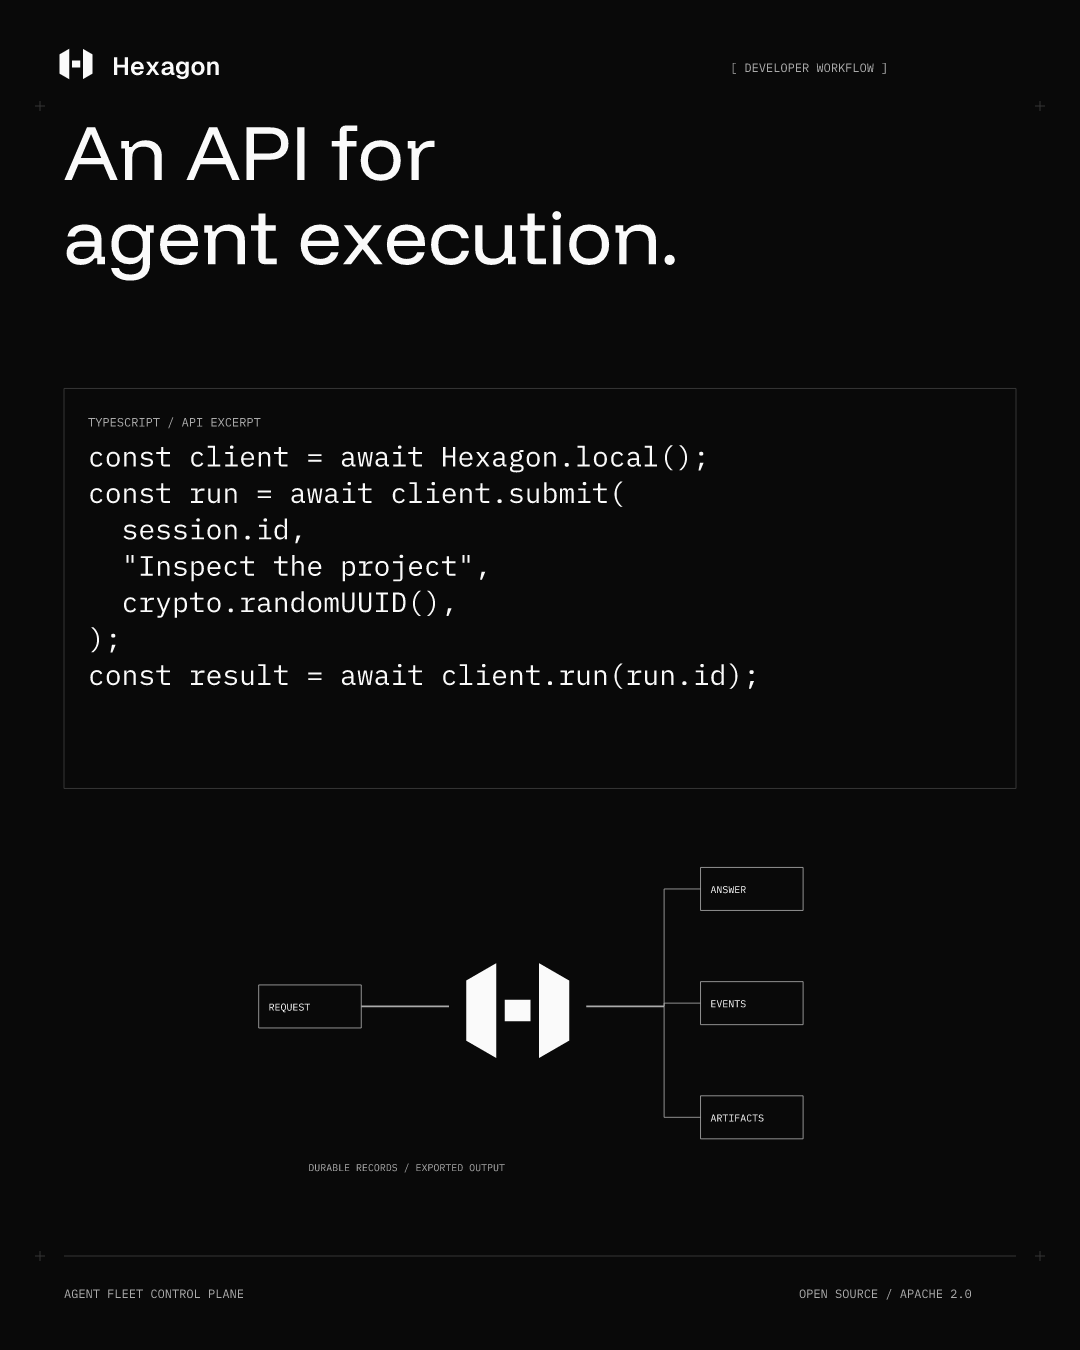 Hexagon
[ DEVELOPER WORKFLOW ]
An API for
agent execution.
TYPESCRIPT / API EXCERPT
const client = await Hexagon.local();
const run = await client.submit(
  session.id,
  "Inspect the project",
  crypto.randomUUID(),
);
const result = await client.run(run.id);
ANSWER
REQUEST
EVENTS
ARTIFACTS
DURABLE RECORDS / EXPORTED OUTPUT
AGENT FLEET CONTROL PLANE
OPEN SOURCE / APACHE 2.0